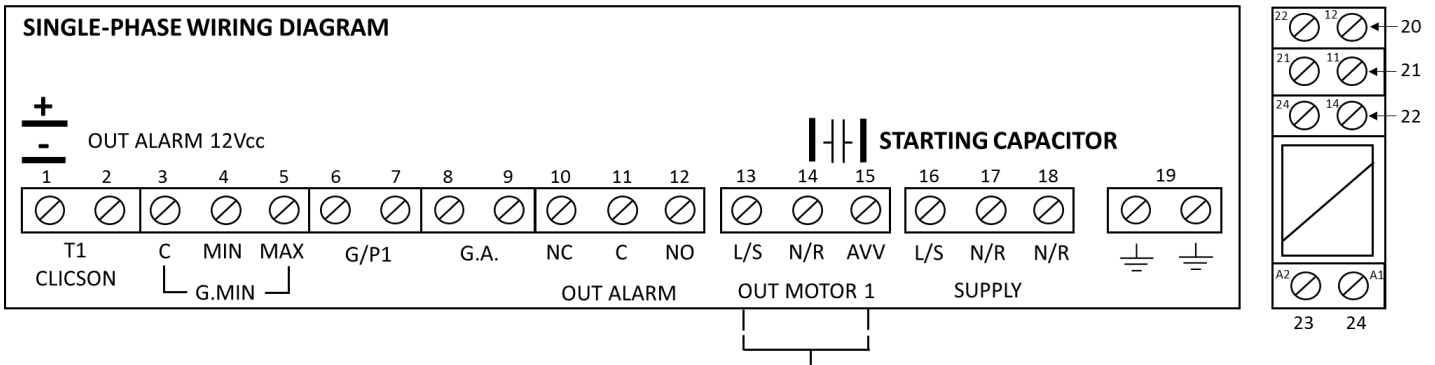 SINGLE-PHASE WIRING DIAGRAM
+
-
OUT ALARM 12Vcc
STARTING CAPACITOR
1 2 3 4 5 6 7 8 9 10 11 12 13 14 15 16 17 18 19
T1 C MIN MAX G/P1 G.A. NC C NO L/S N/R AVV L/S N/R N/R
CLICSON G.MIN OUT ALARM OUT MOTOR 1 SUPPLY
22 12 20
21 11 21
24 14 22
A2 A1
23 24